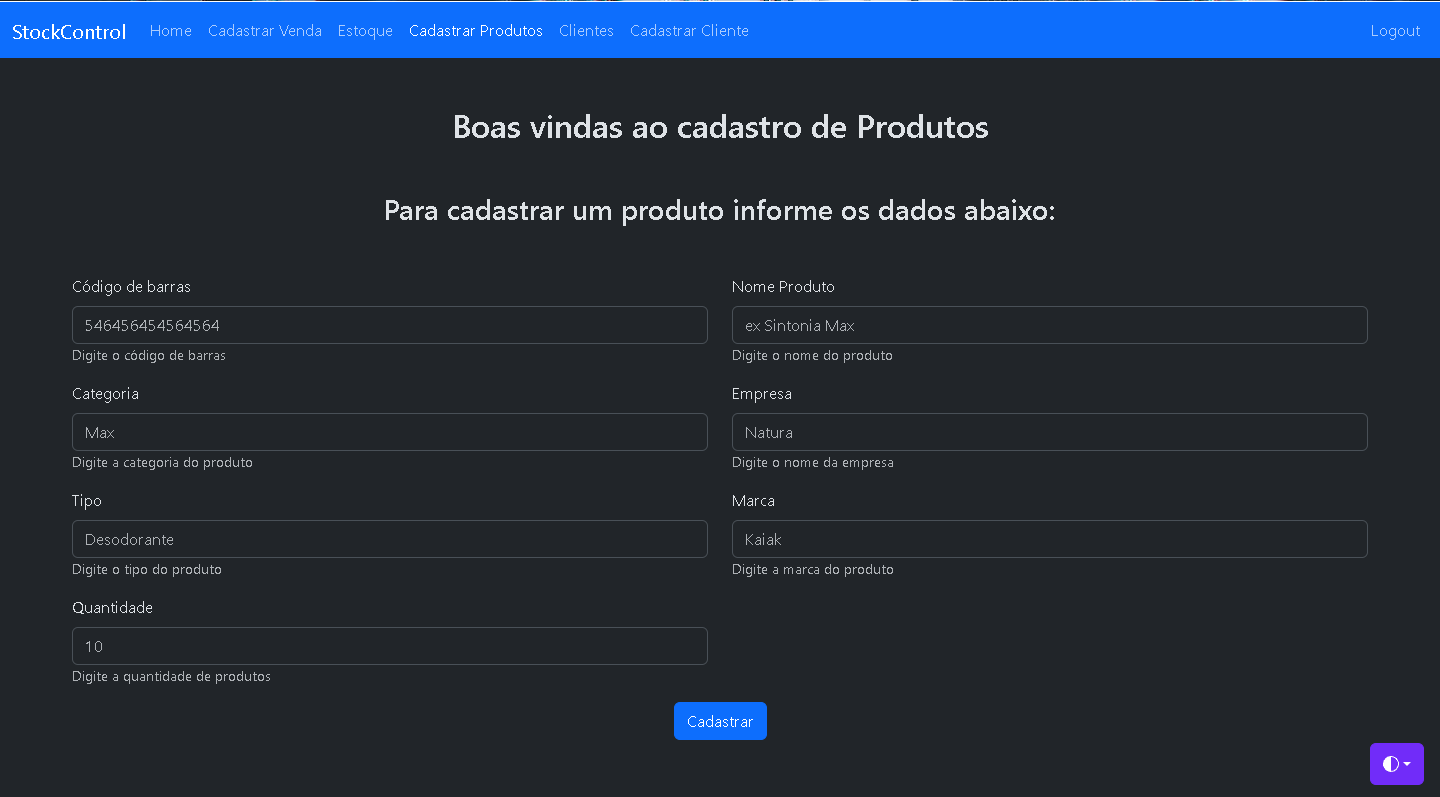 StockControl Home Cadastrar Venda Estoque Cadastrar Produtos Clientes Cadastrar Cliente Logout
Boas vindas ao cadastro de Produtos
Para cadastrar um produto informe os dados abaixo:
Código de barras
546456454564564
Digite o código de barras
Nome Produto
ex Sintonia Max
Digite o nome do produto
Categoria
Max
Digite a categoria do produto
Empresa
Natura
Digite o nome da empresa
Tipo
Desodorante
Digite o tipo do produto
Marca
Kaiak
Digite a marca do produto
Quantidade
10
Digite a quantidade de produtos
Cadastrar